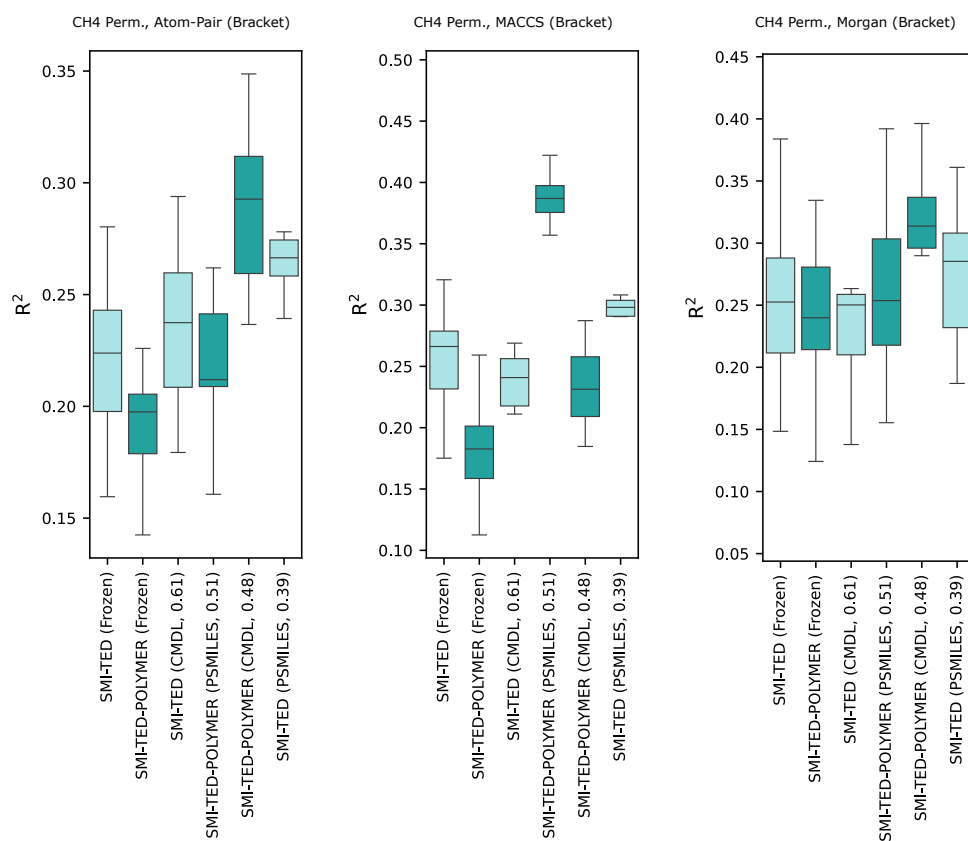 CH4 Perm., Atom-Pair (Bracket)
R²
0.35
0.30
0.25
0.20
0.15
SMI-TED (Frozen)
SMI-TED-POLYMER (Frozen)
SMI-TED (CMDL, 0.61)
SMI-TED-POLYMER (PSMILES, 0.51)
SMI-TED-POLYMER (CMDL, 0.48)
SMI-TED (PSMILES, 0.39)
CH4 Perm., MACCS (Bracket)
R²
0.50
0.45
0.40
0.35
0.30
0.25
0.20
0.15
0.10
SMI-TED (Frozen)
SMI-TED-POLYMER (Frozen)
SMI-TED (CMDL, 0.61)
SMI-TED-POLYMER (PSMILES, 0.51)
SMI-TED-POLYMER (CMDL, 0.48)
SMI-TED (PSMILES, 0.39)
CH4 Perm., Morgan (Bracket)
R²
0.45
0.40
0.35
0.30
0.25
0.20
0.15
0.10
0.05
SMI-TED (Frozen)
SMI-TED-POLYMER (Frozen)
SMI-TED (CMDL, 0.61)
SMI-TED-POLYMER (PSMILES, 0.51)
SMI-TED-POLYMER (CMDL, 0.48)
SMI-TED (PSMILES, 0.39)